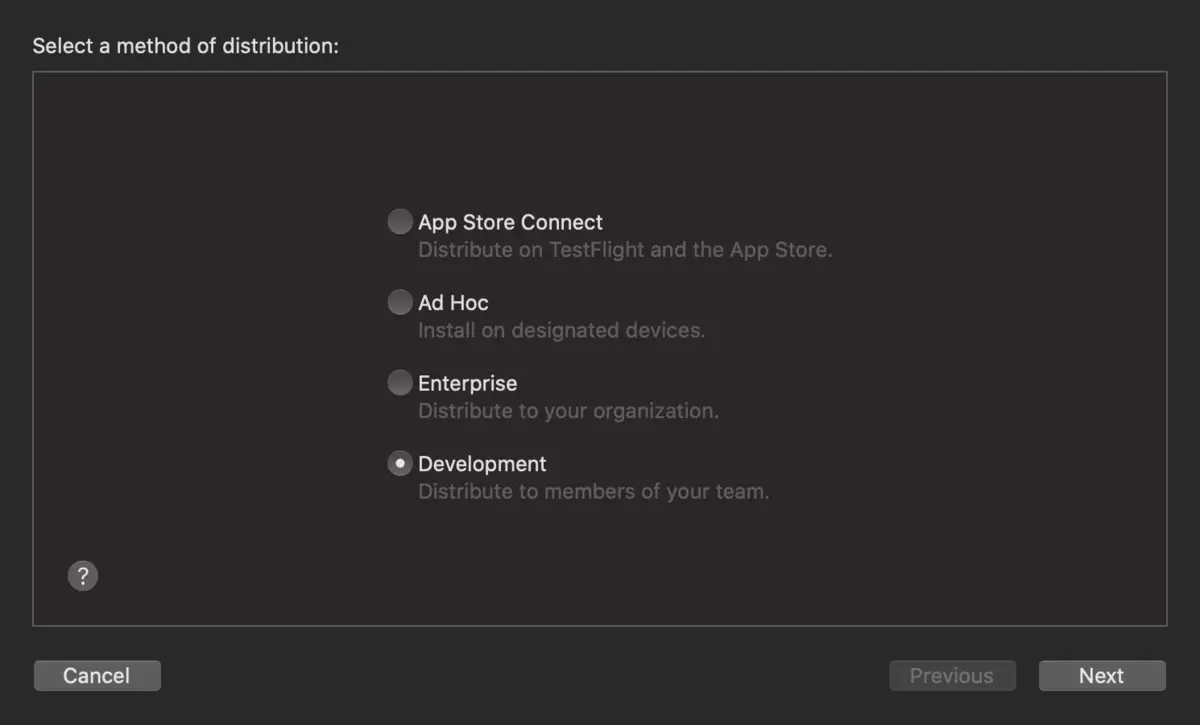 Select a method of distribution:
App Store Connect
Distribute on TestFlight and the App Store.
Ad Hoc
Install on designated devices.
Enterprise
Distribute to your organization.
Development
Distribute to members of your team.
?
Cancel
Previous
Next